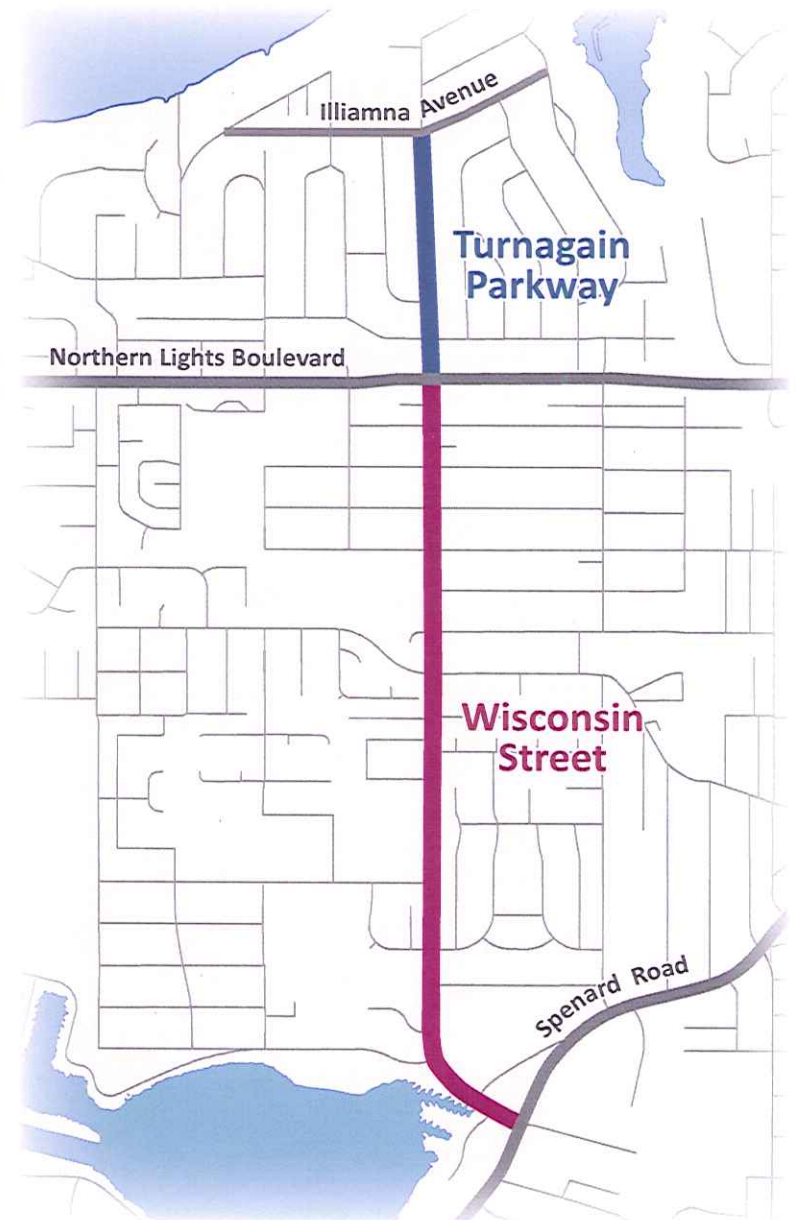 Illiamna Avenue
Turnagain
Parkway
Northern Lights Boulevard
Wisconsin
Street
Spenard Road